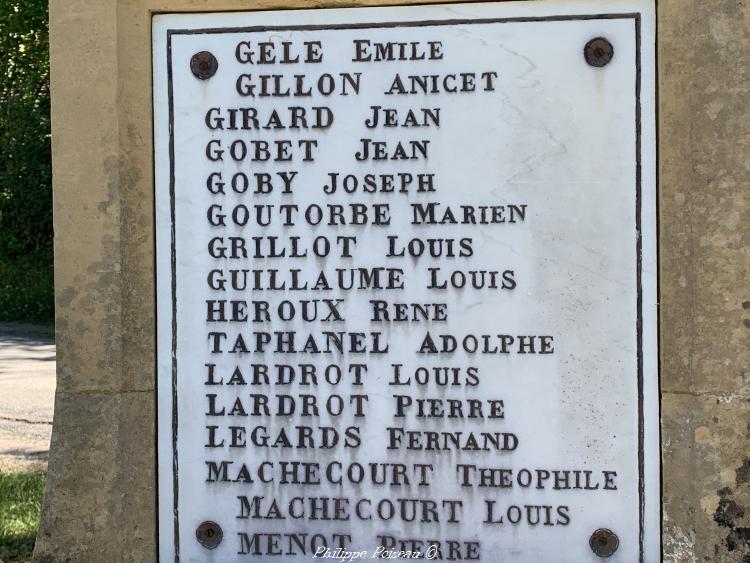 GELE EMILE
GILLON ANICET
GIRARD JEAN
GOBET JEAN
GOBY JOSEPH
GOUTORBE MARIEN
GRILLOT LOUIS
GUILLAUME LOUIS
HEROUX RENE
TAPHANEL ADOLPHE
LARDROT LOUIS
LARDROT PIERRE
LEGARDS FERNAND
MACHECOURT THEOPHILE
MACHECOURT LOUIS
MENOT PIERRE
Philippe Poiseau ©